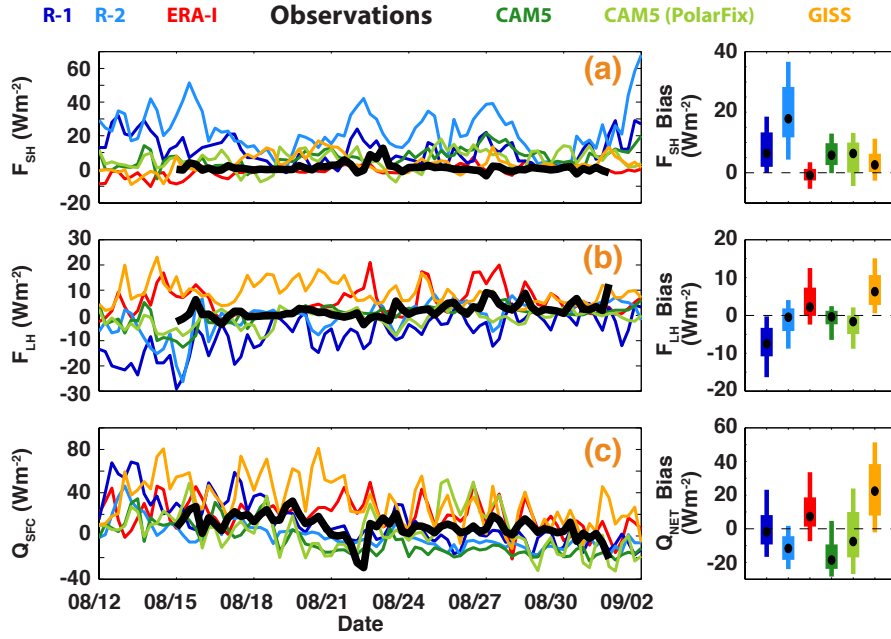 R-1 R-2 ERA-I Observations CAM5 CAM5 (PolarFix) GISS
(a)
F_SH (Wm⁻²)
60
40
20
0
-20
F_SH Bias
(Wm⁻²)
40
20
0
(b)
F_LH (Wm⁻²)
30
20
10
0
-10
-20
-30
F_LH Bias
(Wm⁻²)
20
10
0
-10
-20
(c)
Q_SFC (Wm⁻²)
80
40
0
-40
Q_NET Bias
(Wm⁻²)
60
40
20
0
-20
-30
08/12 08/15 08/18 08/21 08/24 08/27 08/30 09/02
Date